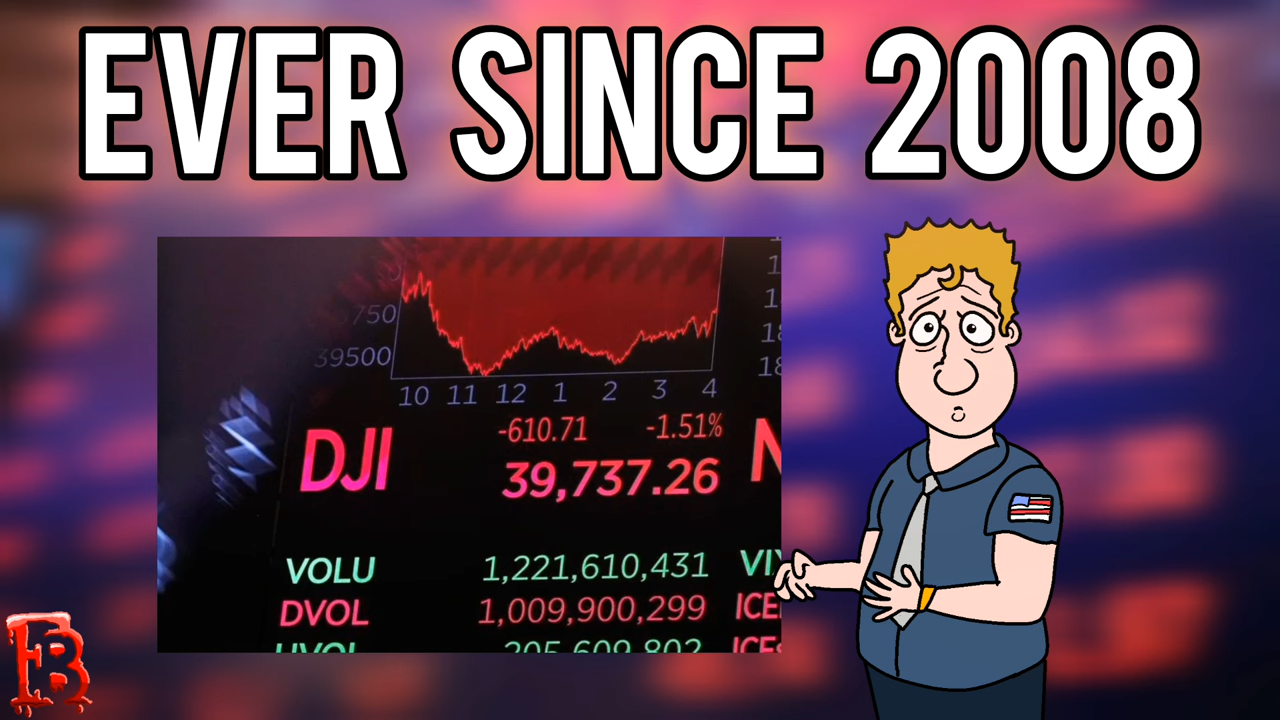 EVER SINCE 2008
750
39500
10 11 12 1 2 3 4
-610.71 -1.51%
DJI 39,737.26
VOLU 1,221,610,431
DVOL 1,009,900,299
ICE